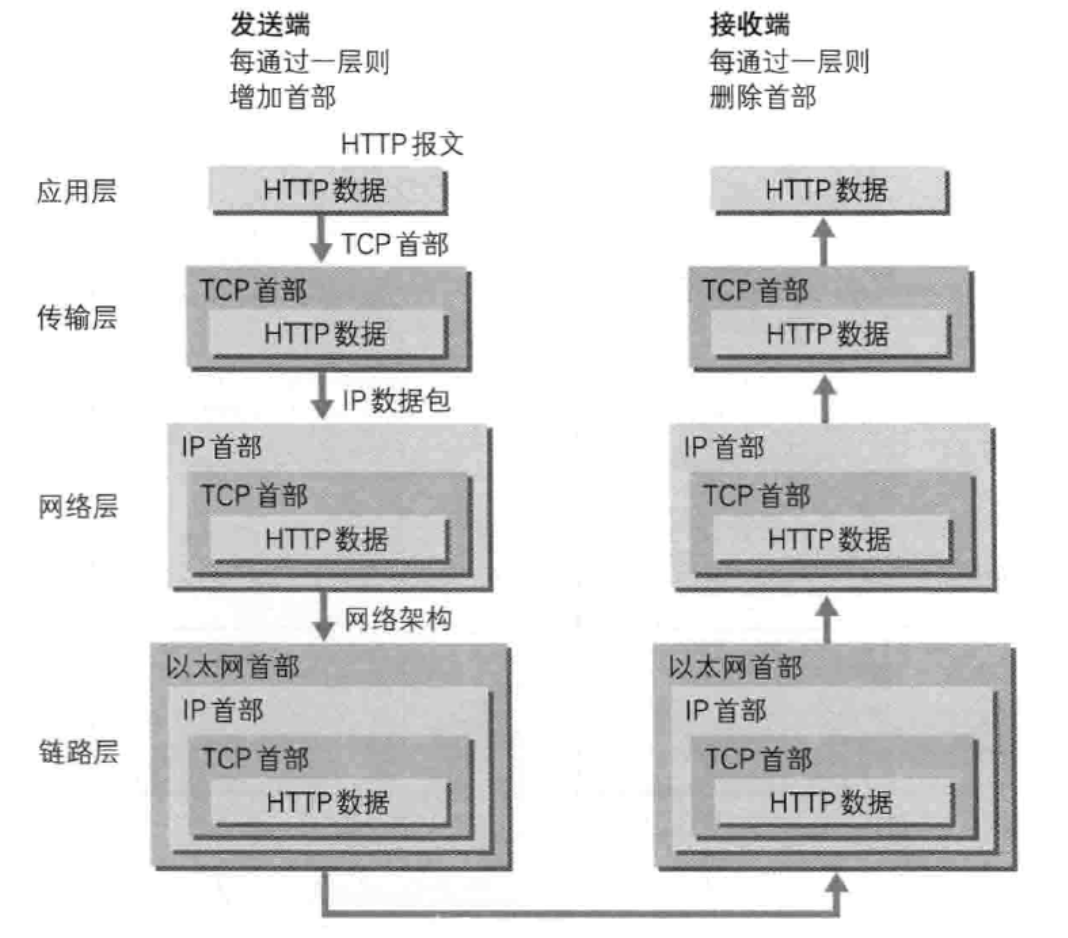 发送端
每通过一层则
增加首部
接收端
每通过一层则
删除首部
HTTP 报文
应用层
HTTP 数据
HTTP 数据
TCP 首部
传输层
TCP 首部
HTTP 数据
TCP 首部
HTTP 数据
IP 数据包
网络层
IP 首部
TCP 首部
HTTP 数据
IP 首部
TCP 首部
HTTP 数据
网络架构
链路层
以太网首部
IP 首部
TCP 首部
HTTP 数据
以太网首部
IP 首部
TCP 首部
HTTP 数据